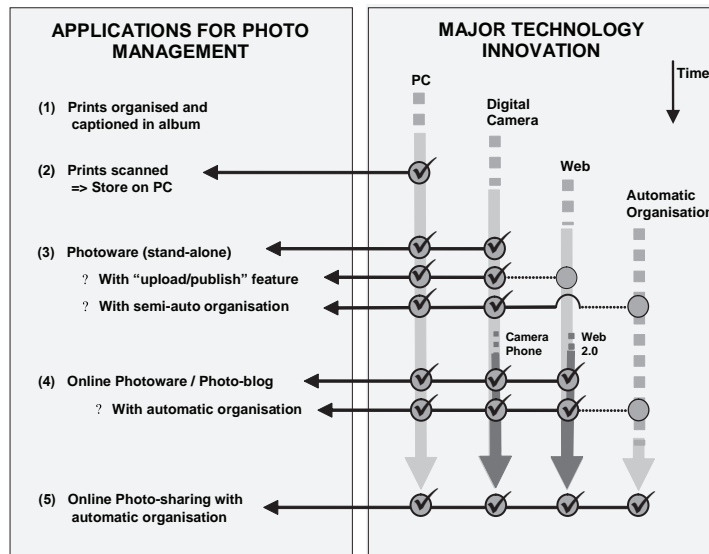 APPLICATIONS FOR PHOTO
MANAGEMENT
(1) Prints organised and
captioned in album
(2) Prints scanned
=> Store on PC
(3) Photoware (stand-alone)
? With “upload/publish” feature
? With semi-auto organisation
(4) Online Photoware / Photo-blog
? With automatic organisation
(5) Online Photo-sharing with
automatic organisation
MAJOR TECHNOLOGY
INNOVATION
Time
PC
Digital
Camera
Web
Automatic
Organisation
Camera
Phone
Web
2.0